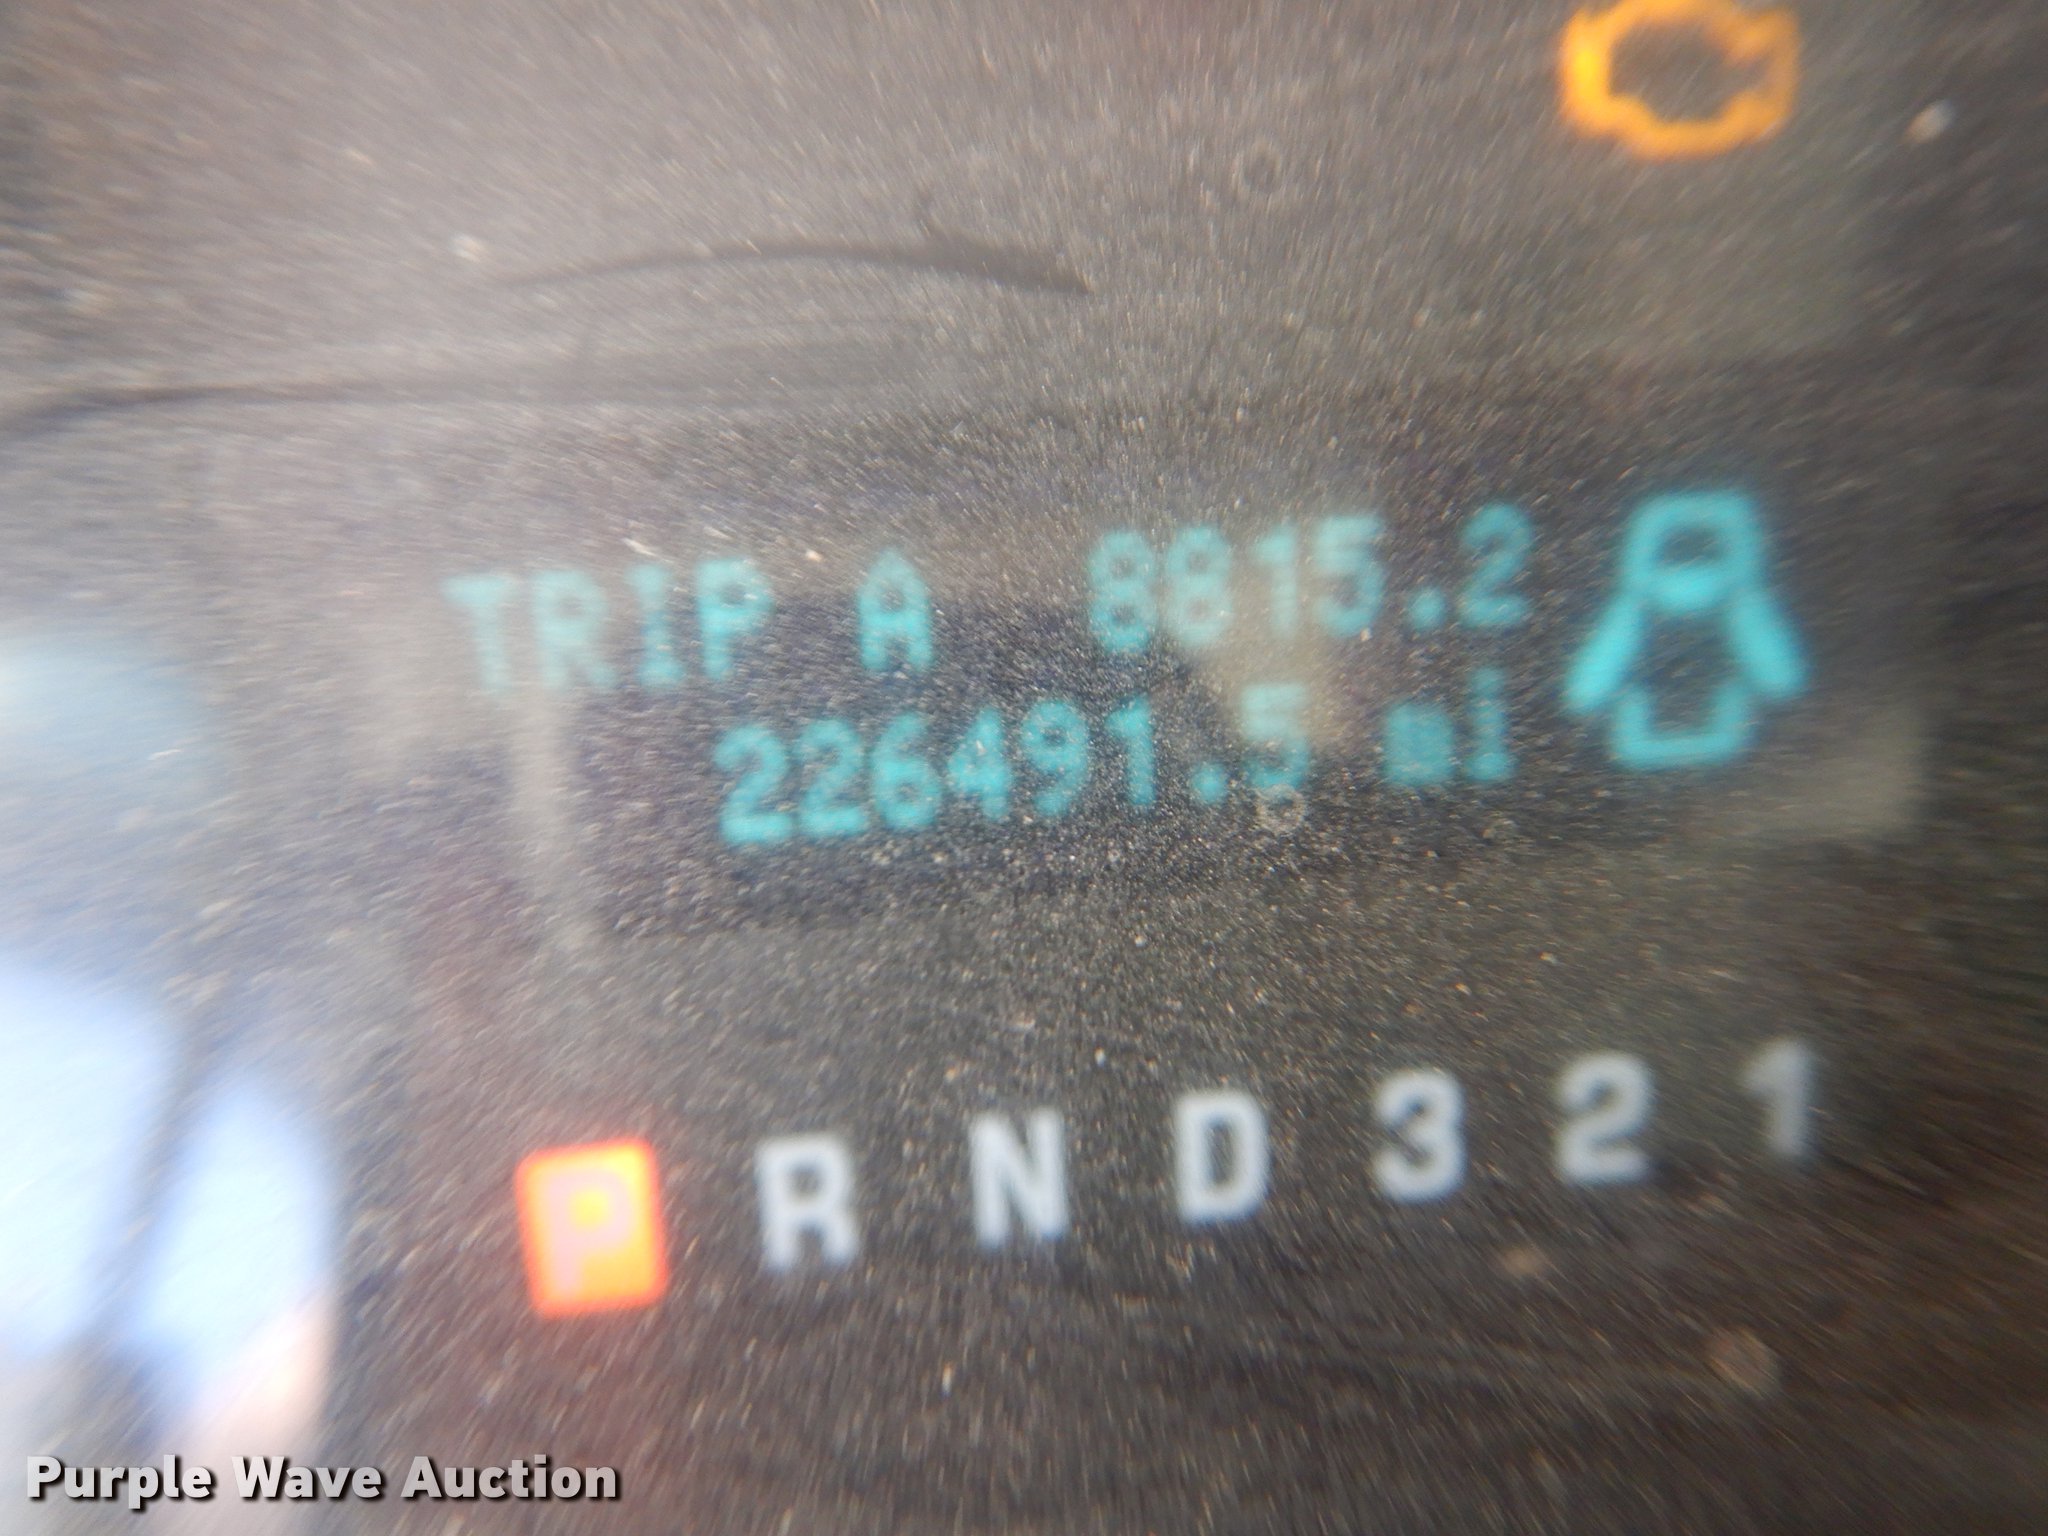 TRIP A 8815.2
226491.5 mi
P R N D 3 2 1
Purple Wave Auction